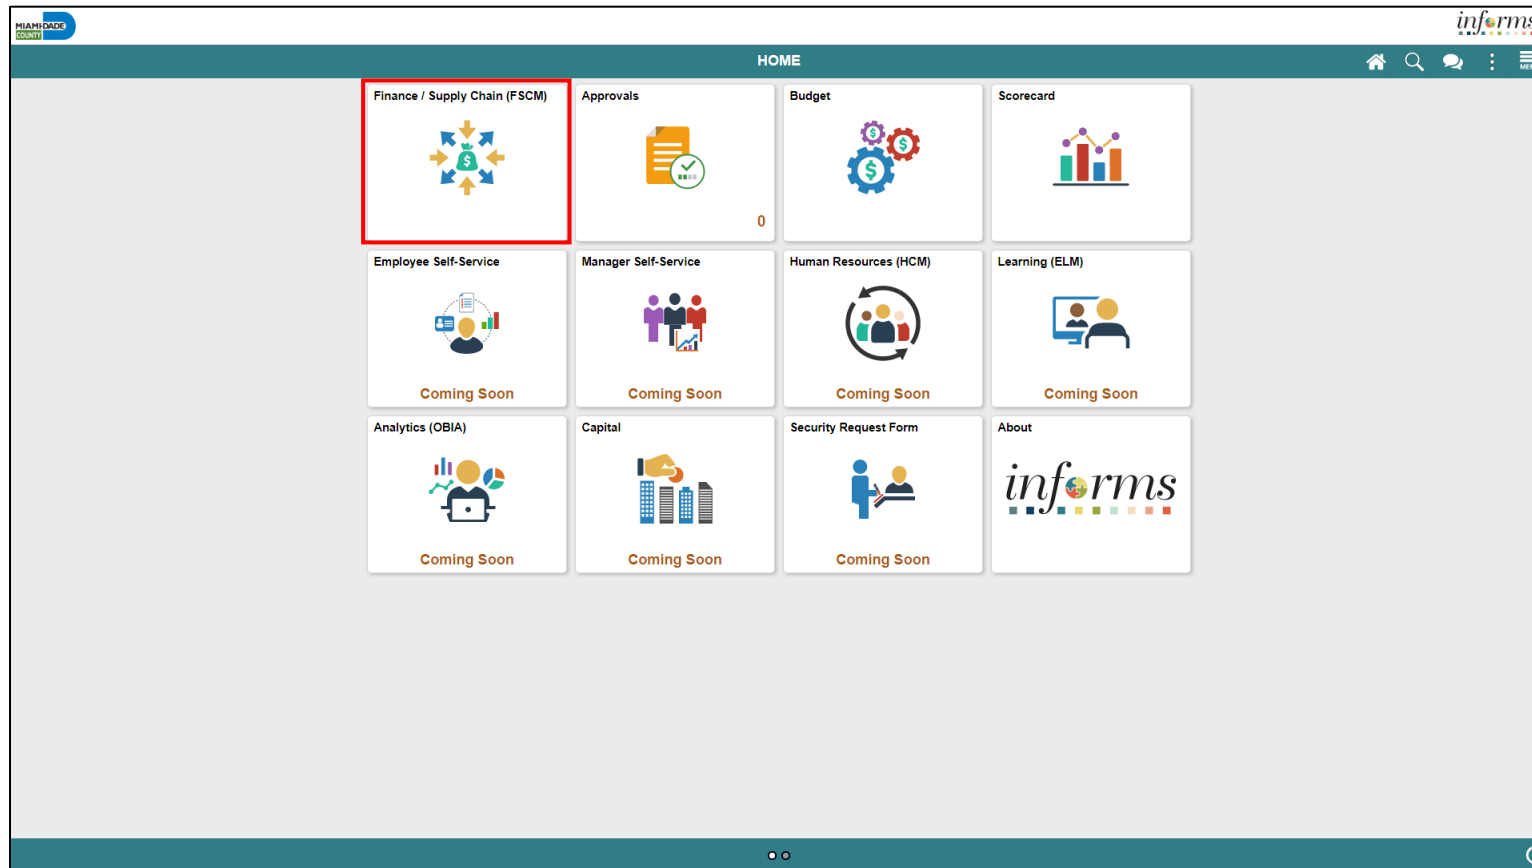 MIAMI-DADE
COUNTY
informs
HOME
Finance / Supply Chain (FSCM)
Approvals
Budget
Scorecard
0
Employee Self-Service
Manager Self-Service
Human Resources (HCM)
Learning (ELM)
Coming Soon
Coming Soon
Coming Soon
Coming Soon
Analytics (OBIA)
Capital
Security Request Form
About
informs
Coming Soon
Coming Soon
Coming Soon